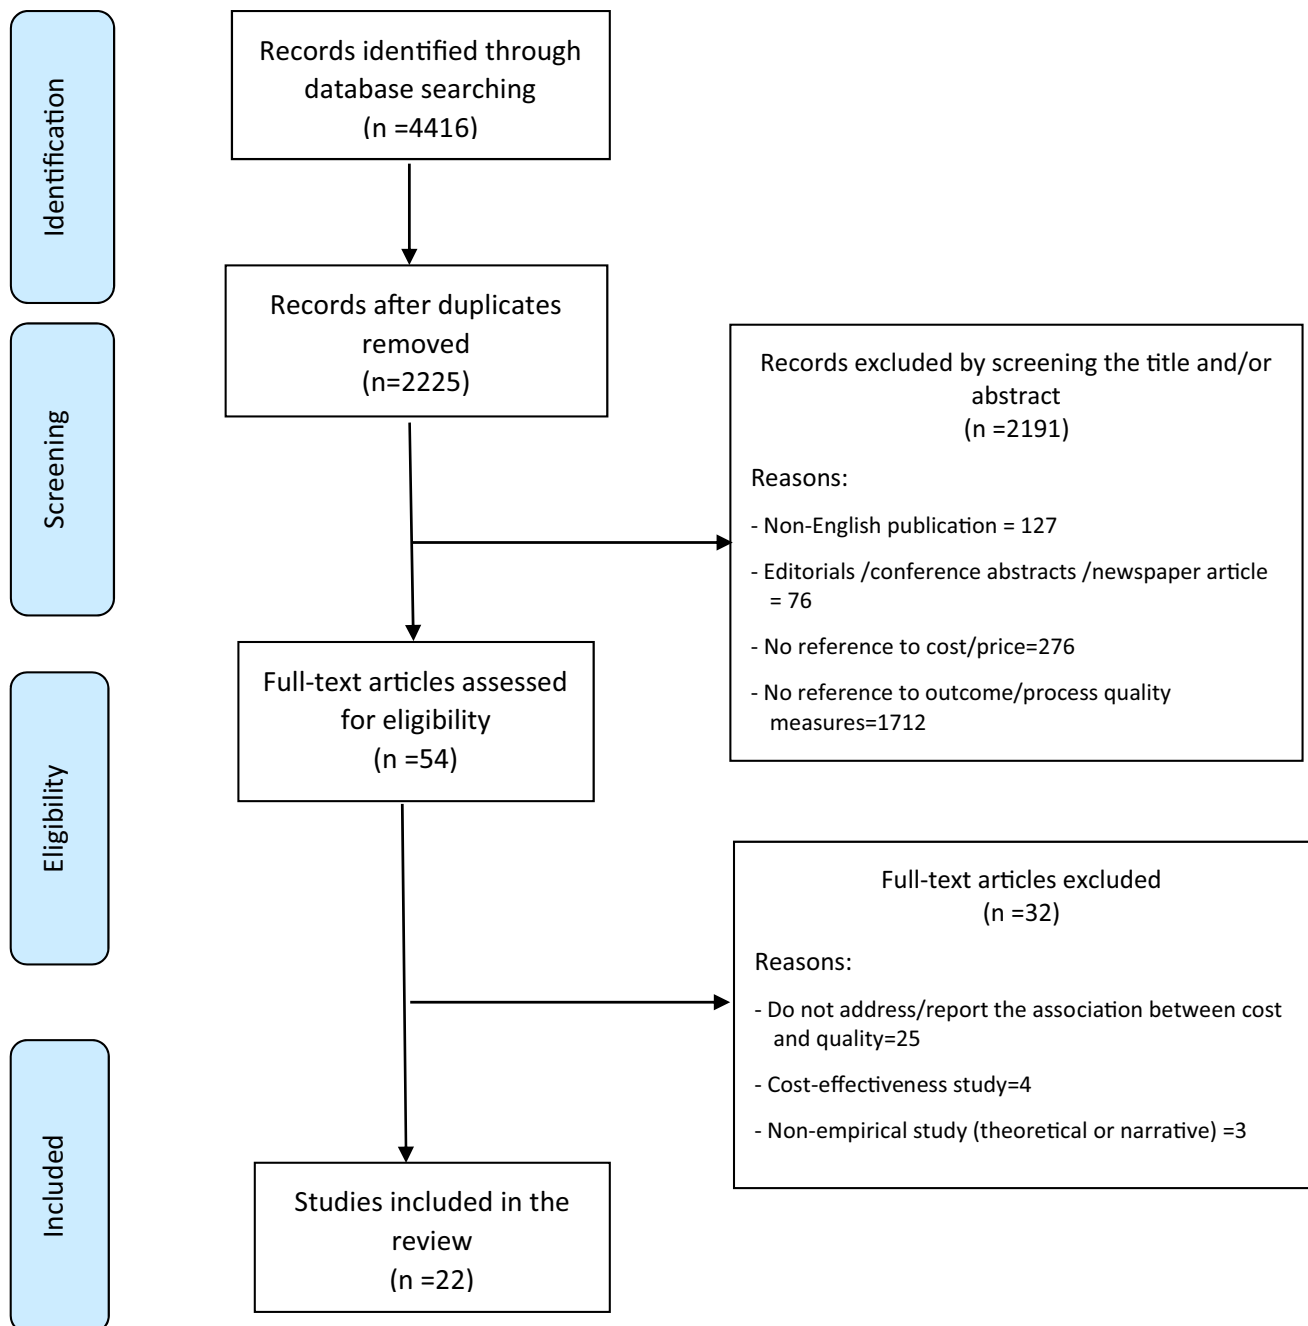 Identification
Records identified through
database searching
(n =4416)
Records after duplicates
removed
(n=2225)
Screening
Records excluded by screening the title and/or
abstract
(n =2191)
Reasons:
- Non-English publication = 127
- Editorials /conference abstracts /newspaper article
= 76
- No reference to cost/price=276
- No reference to outcome/process quality
measures=1712
Eligibility
Full-text articles assessed
for eligibility
(n =54)
Full-text articles excluded
(n =32)
Reasons:
- Do not address/report the association between cost
and quality=25
- Cost-effectiveness study=4
- Non-empirical study (theoretical or narrative) =3
Included
Studies included in the
review
(n =22)